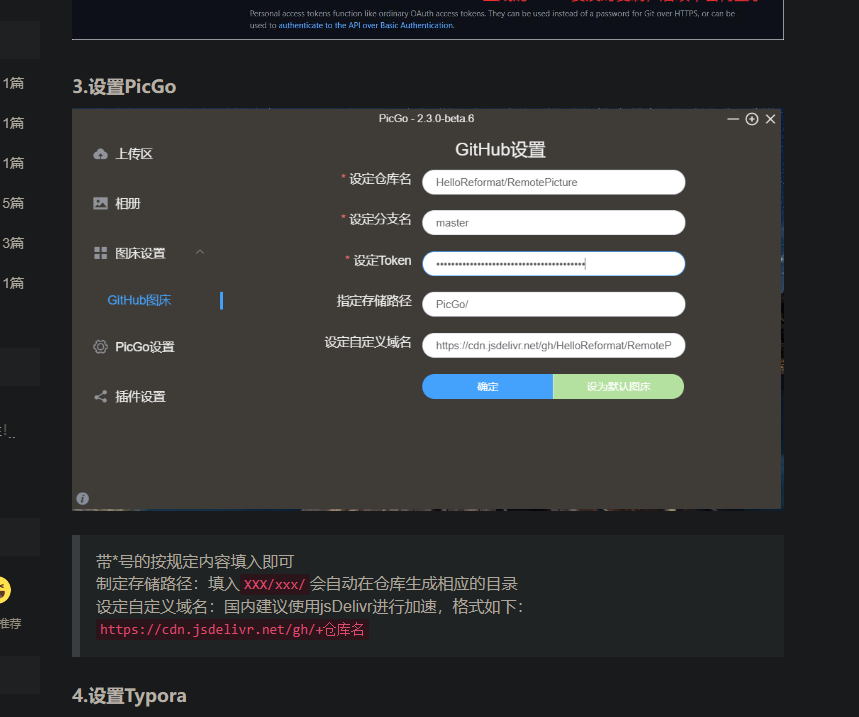 Personal access tokens function like ordinary OAuth access tokens. They can be used instead of a password for Git over HTTPS, or can be
used to authenticate to the API over Basic Authentication.
1篇
1篇
1篇
5篇
3篇
1篇
推荐
3.设置PicGo
PicGo - 2.3.0-beta.6
上传区
相册
图床设置
GitHub图床
PicGo设置
插件设置
GitHub设置
* 设定仓库名
HelloReformat/RemotePicture
* 设定分支名
master
* 设定Token
指定存储路径
PicGo/
设定自定义域名
https://cdn.jsdelivr.net/gh/HelloReformat/RemoteP
确定
设为默认图床
带*号的按规定内容填入即可
制定存储路径：填入 XXX/xxx/ 会自动在仓库生成相应的目录
设定自定义域名：国内建议使用jsDelivr进行加速，格式如下：
https://cdn.jsdelivr.net/gh/+仓库名
4.设置Typora